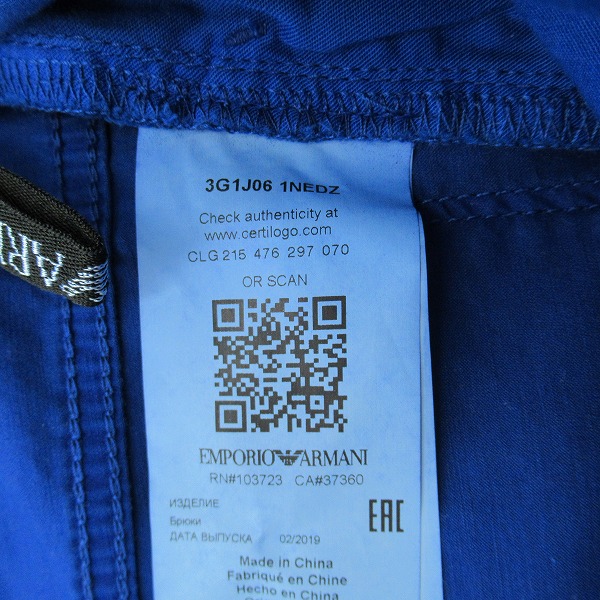 3G1J06 1NEDZ
Check authenticity at
www.certilogo.com
CLG 215 476 297 070
OR SCAN
EMPORIO ARMANI
RN#103723 CA#37360
ИЗДЕЛИЕ
Брюки
ДАТА ВЫПУСКА 02/2019
EAC
Made in China
Fabriqué en Chine
Hecho en China